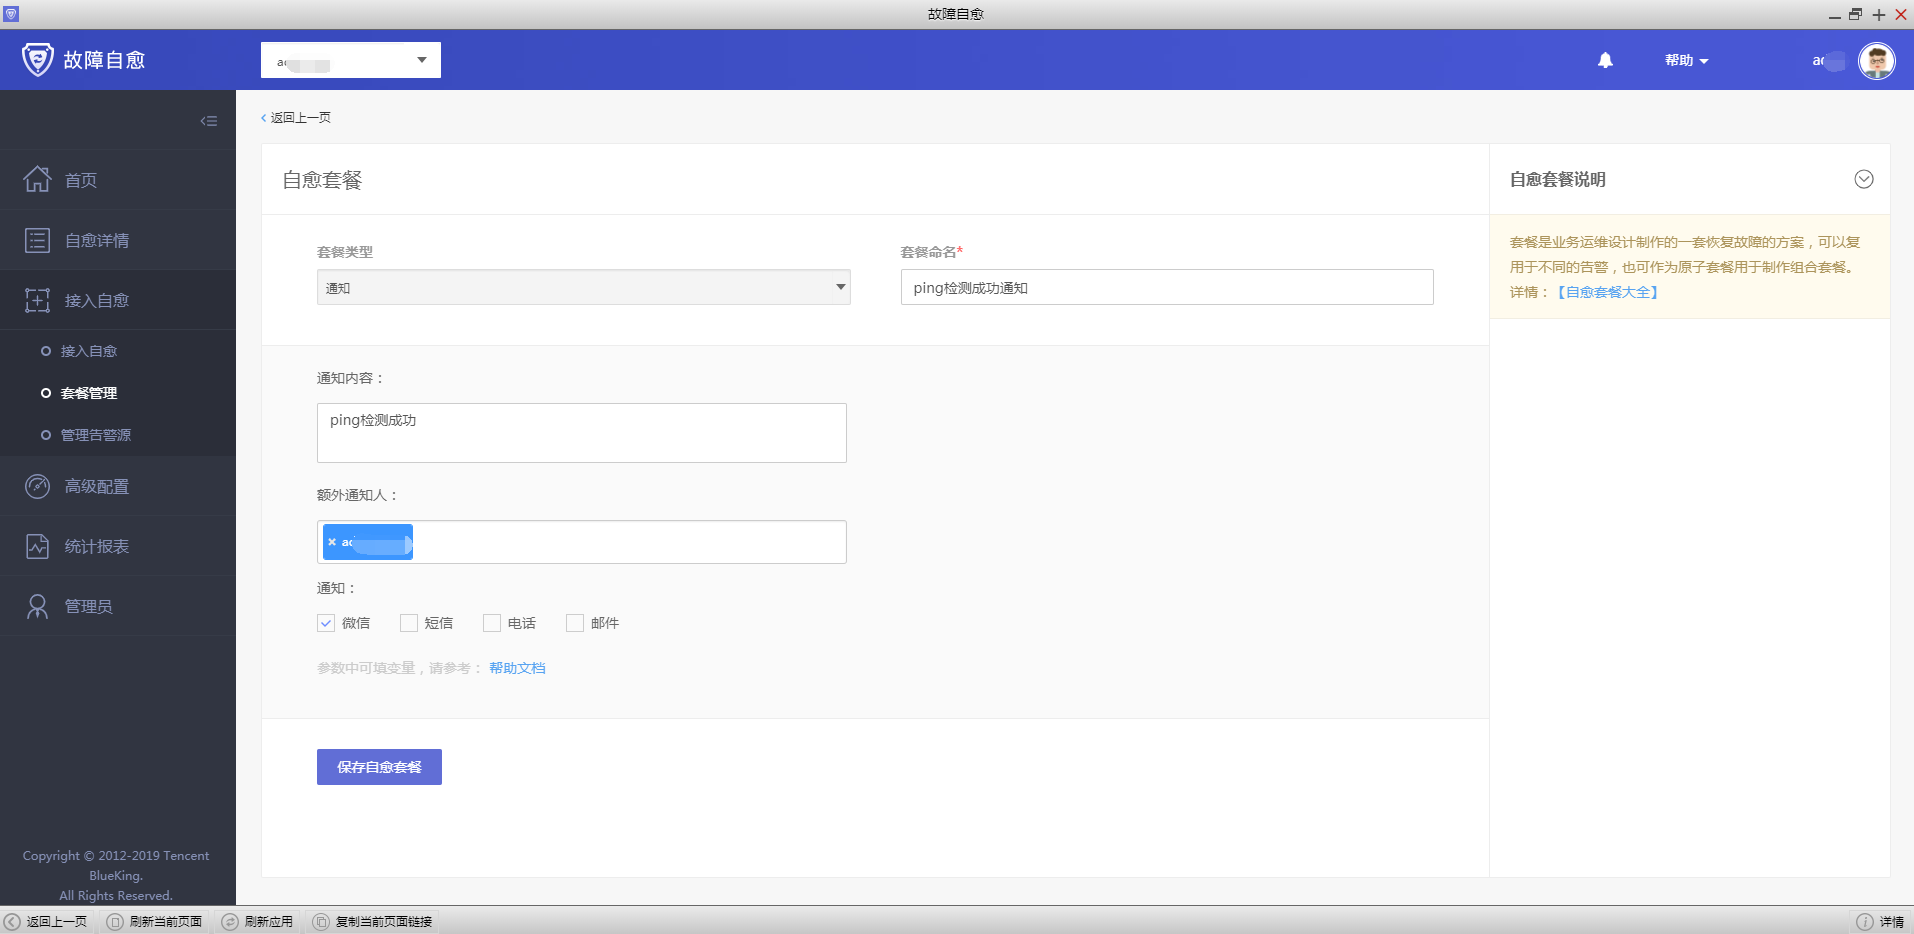 故障自愈
故障自愈
帮助
返回上一页
首页
自愈详情
接入自愈
接入自愈
套餐管理
管理告警源
高级配置
统计报表
管理员
Copyright © 2012-2019 Tencent
BlueKing.
All Rights Reserved.
自愈套餐
套餐类型
通知
套餐命名*
ping检测成功通知
通知内容：
ping检测成功
额外通知人：
通知：
微信 短信 电话 邮件
参数中可填变量，请参考： 帮助文档
保存自愈套餐
自愈套餐说明
套餐是业务运维设计制作的一套恢复故障的方案，可以复
用于不同的告警，也可作为原子套餐用于制作组合套餐。
详情：【自愈套餐大全】
返回上一页 刷新当前页面 刷新应用 复制当前页面链接 详情